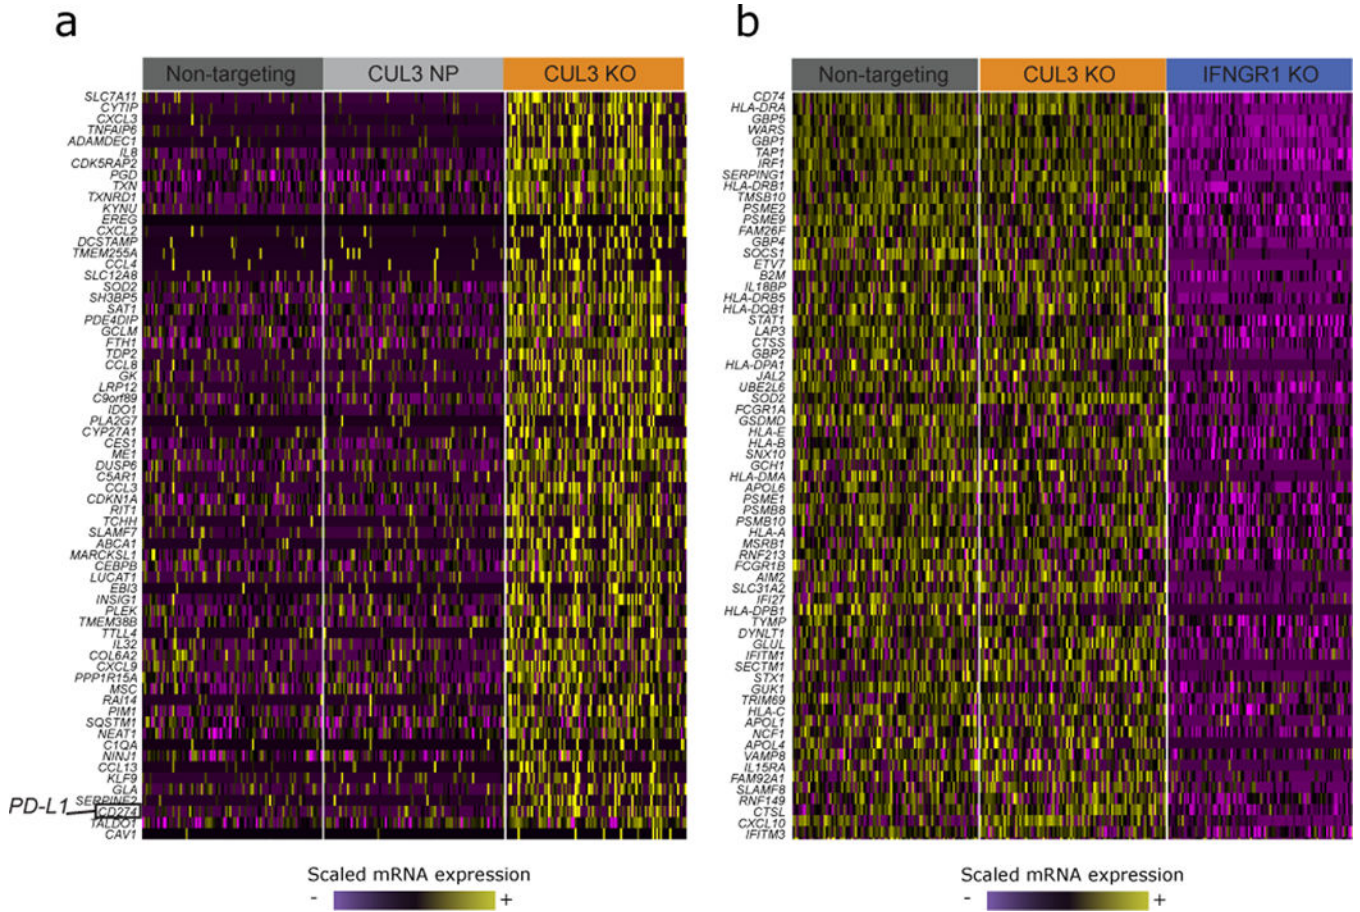 a
Non-targeting CUL3 NP CUL3 KO
SLC7A11
CYTIP
CXCL3
TNFAIP6
ADAMDEC1
IL8
CDK5RAP2
PGD
TXN
TXNRD1
KYNU
EREG
CXCL2
DCSTAMP
TMEM255A
CCL4
SLC12A8
SOD2
SH3BP5
SAT1
PDE4DIP
GCLM
FTH1
TDP2
CCL8
GK
LRP12
C9orf89
IDO1
PLA2G7
CYP27A1
CES1
ME1
DUSP6
C5AR1
CCL3
CDKN1A
RIT1
TCHH
SLAMF7
ABCA1
MARCKSL1
CEBPB
LUCAT1
EBI3
INSIG1
PLEK
TMEM38B
TTLL4
IL32
COL6A2
CXCL9
PPP1R15A
MSC
RAI14
PIM1
SQSTM1
NEAT1
C1QA
NINJ1
CCL13
KLF9
GLA
SERPINE2
PD-L1 CD274
TALDO1
CAV1
Scaled mRNA expression
- +
b
Non-targeting CUL3 KO IFNGR1 KO
CD74
HLA-DRA
GBP5
WARS
GBP1
TAP1
IRF1
SERPING1
HLA-DRB1
TMSB10
PSME2
PSME9
FAM26F
GBP4
SOCS1
ETV7
B2M
IL18BP
HLA-DRB5
HLA-DQB1
STAT1
LAP3
CTSS
GBP2
HLA-DPA1
JAL2
UBE2L6
SOD2
FCGR1A
GSDMD
HLA-E
HLA-B
SNX10
GCH1
HLA-DMA
APOL6
PSME1
PSMB8
PSMB10
HLA-A
MSRB1
RNF213
FCGR1B
AIM2
SLC31A2
IFI27
HLA-DPB1
TYMP
DYNLT1
GLUL
IFITM1
SECTM1
STX1
GUK1
TRIM69
HLA-C
APOL1
NCF1
APOL4
VAMP8
IL15RA
FAM92A1
SLAMF8
RNF149
CTSL
CXCL10
IFITM3
Scaled mRNA expression
- +